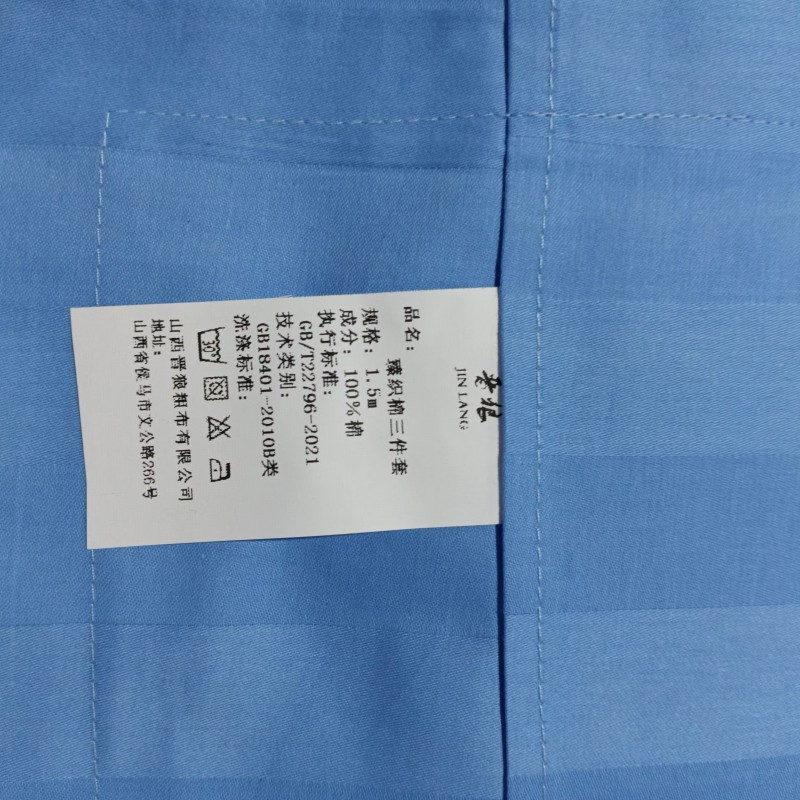 晋狼
JIN LANG
品名：
臻织棉三件套
规格：1.5m
成分：100%棉
执行标准：
GB/T22796-2021
技术类别：
GB18401-2010B类
洗涤标准：
30
山西晋狼粗布有限公司
地址：
山西省侯马市文公路266号